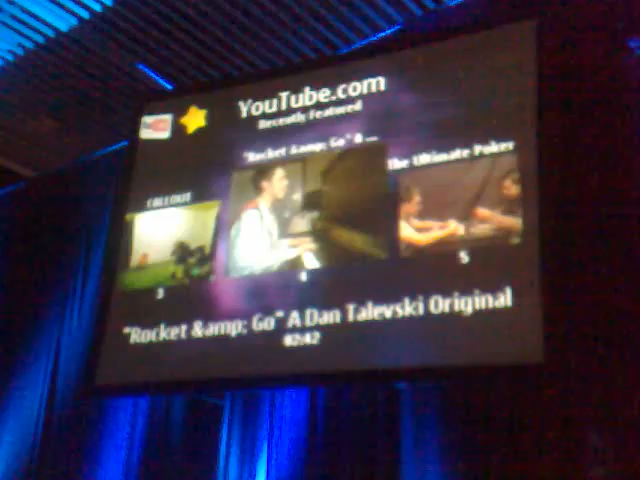 YouTube.com
Recently Featured
"Rocket &amp; Go" A ...
The Ultimate Poker
CALLOUT
3
4
5
"Rocket &amp; Go" A Dan Talevski Original
02:42